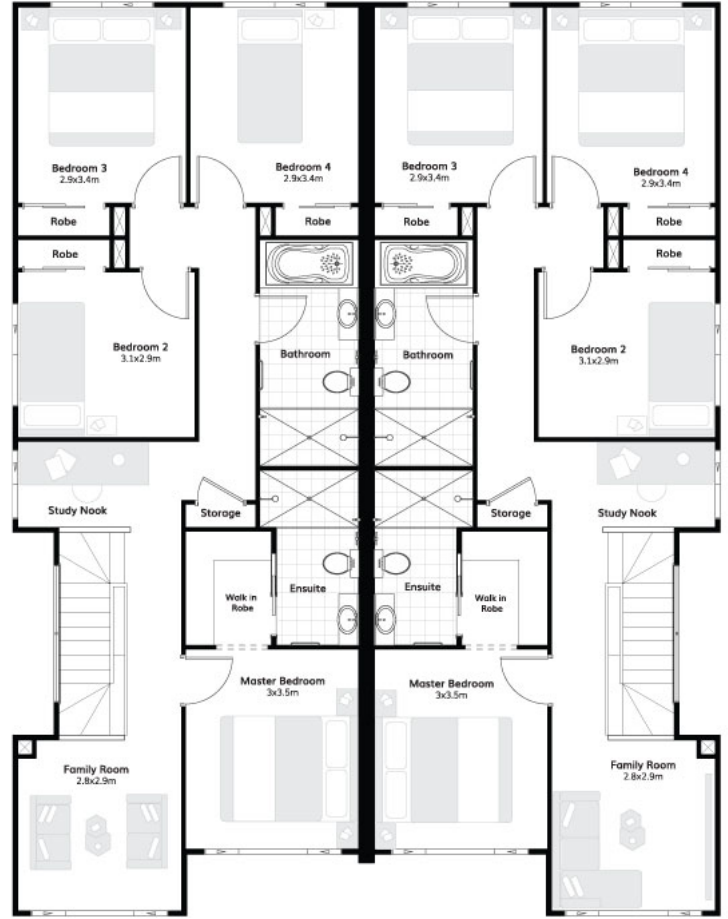 Bedroom 3
2.9x3.4m
Bedroom 4
2.9x3.4m
Bedroom 3
2.9x3.4m
Bedroom 4
2.9x3.4m
Robe
Robe
Robe
Robe
Robe
Robe
Bedroom 2
3.1x2.9m
Bathroom
Bathroom
Bedroom 2
3.1x2.9m
Study Nook
Storage
Storage
Study Nook
Walk in
Robe
Ensuite
Ensuite
Walk in
Robe
Master Bedroom
3x3.5m
Master Bedroom
3x3.5m
Family Room
2.8x2.9m
Family Room
2.8x2.9m